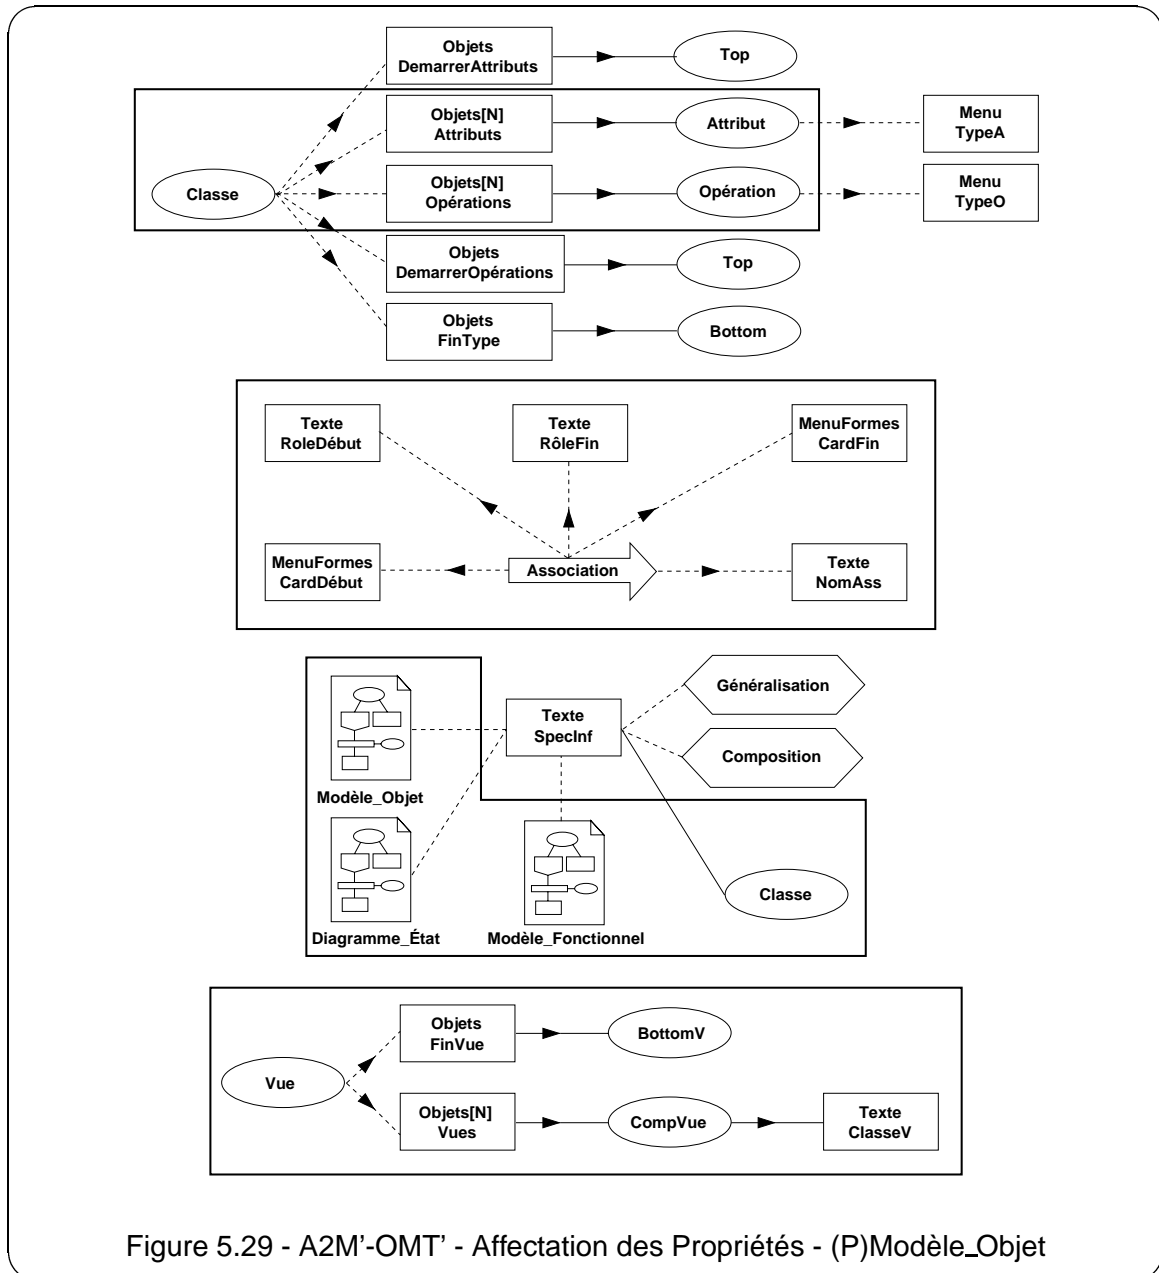 Objets
DemarrerAttributs
Top
Objets[N]
Attributs
Attribut
Menu
TypeA
Classe
Objets[N]
Opérations
Opération
Menu
TypeO
Objets
DemarrerOpérations
Top
Objets
FinType
Bottom
Texte
RoleDébut
Texte
RôleFin
MenuFormes
CardFin
MenuFormes
CardDébut
Association
Texte
NomAss
Généralisation
Texte
SpecInf
Composition
Modèle_Objet
Classe
Diagramme_État
Modèle_Fonctionnel
Objets
FinVue
BottomV
Vue
Objets[N]
Vues
CompVue
Texte
ClasseV
Figure 5.29 - A2M'-OMT' - Affectation des Propriétés - (P)Modèle_Objet